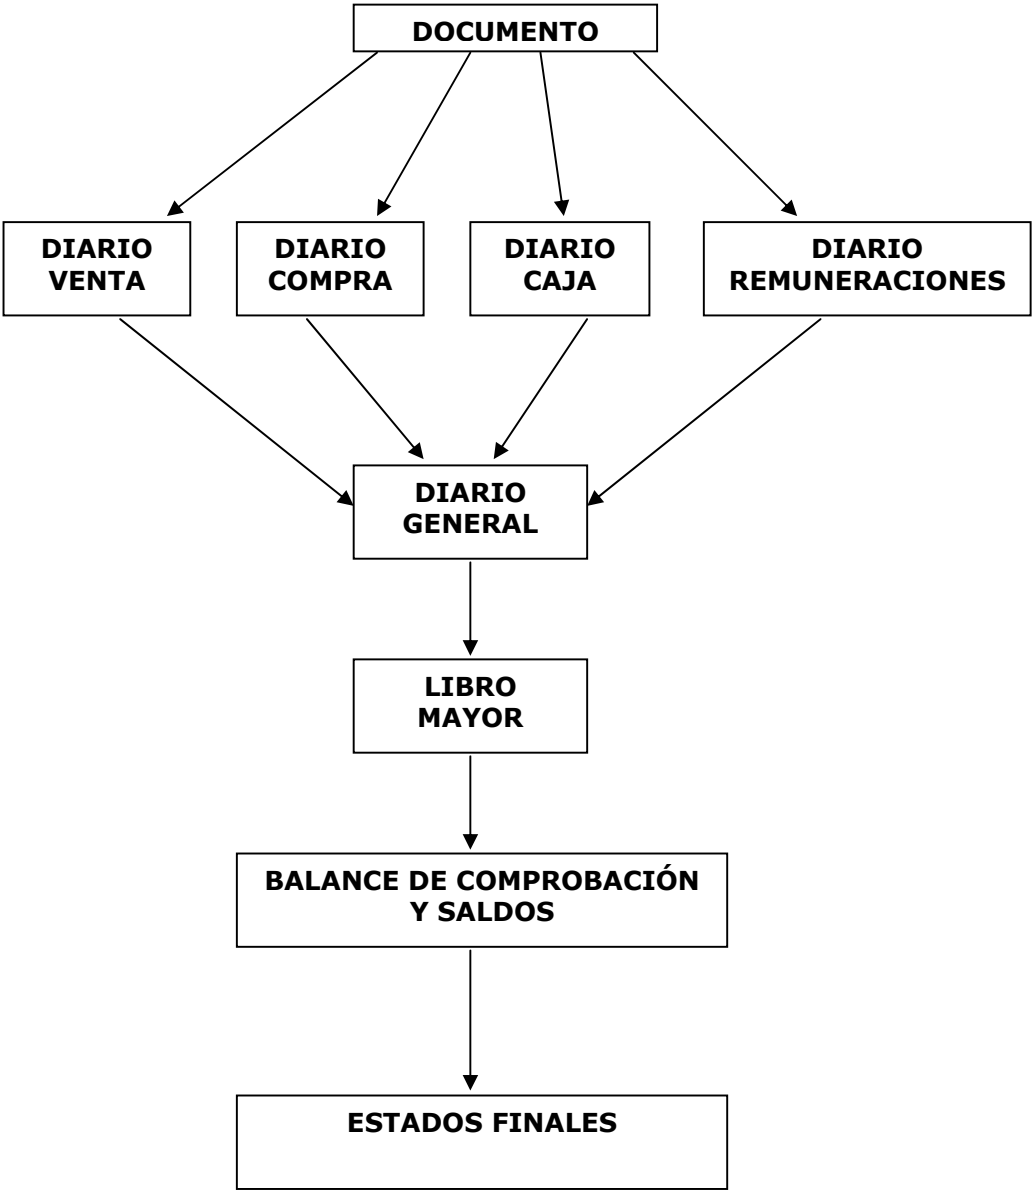 DOCUMENTO
DIARIO
VENTA
DIARIO
COMPRA
DIARIO
CAJA
DIARIO
REMUNERACIONES
DIARIO
GENERAL
LIBRO
MAYOR
BALANCE DE COMPROBACIÓN
Y SALDOS
ESTADOS FINALES